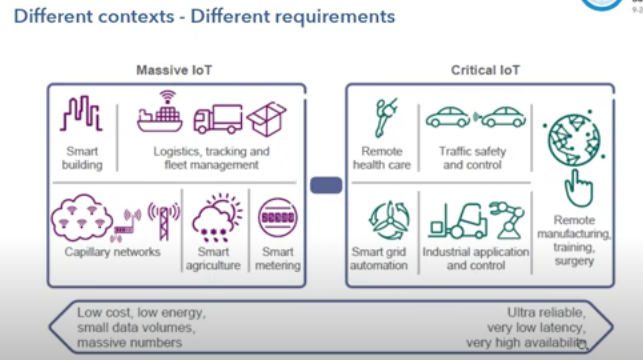 Different contexts - Different requirements
Massive IoT
Critical IoT
Smart
building
Logistics, tracking and
fleet management
Capillary networks
Smart
agriculture
Smart
metering
Remote
health care
Traffic safety
and control
Smart grid
automation
Industrial application
and control
Remote
manufacturing,
training,
surgery
Low cost, low energy,
small data volumes,
massive numbers
Ultra reliable,
very low latency,
very high availability